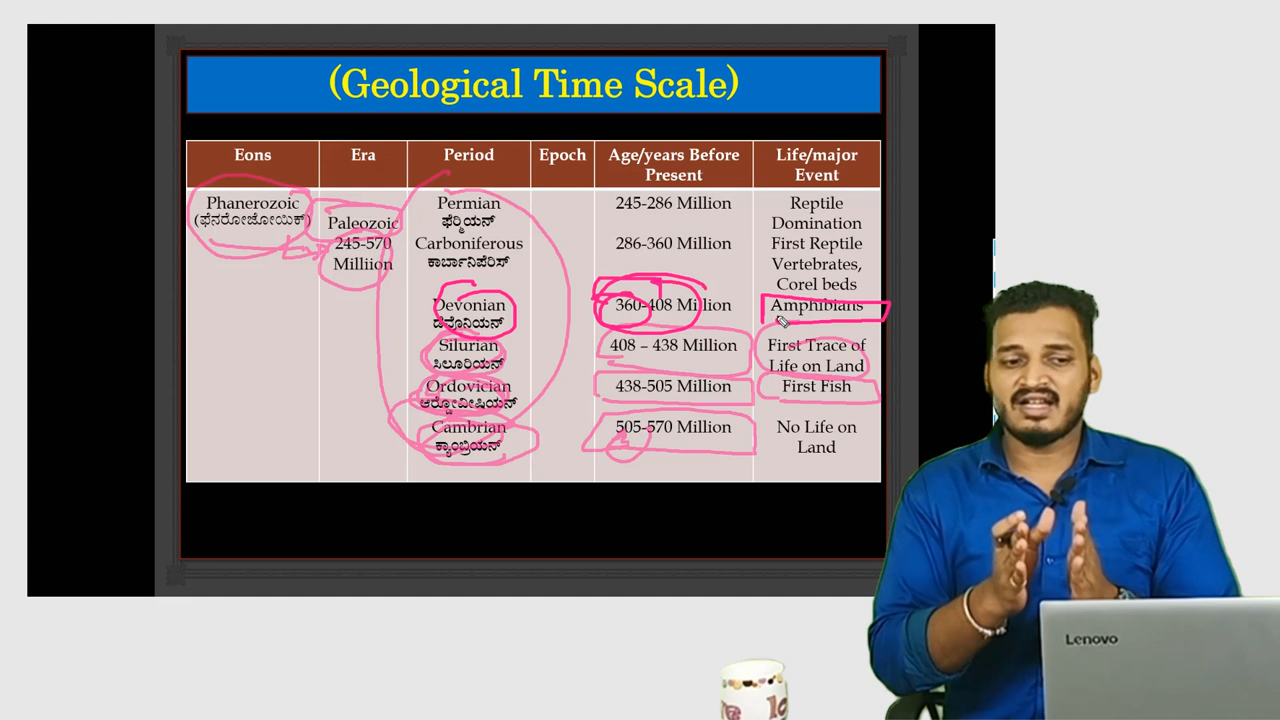 (Geological Time Scale)
Eons Era Period Epoch Age/years Before Present Life/major Event
Phanerozoic
(ಫೆನರೋಜೋಯಿಕ್)
Paleozoic
245-570
Milliion
Permian
ಫೆರ್‍ಮಿಯನ್
245-286 Million
Reptile
Domination
Carboniferous
ಕಾರ್ಬಾನಿಫೆರಿಸ್
286-360 Million
First Reptile
Vertebrates,
Corel beds
Devonian
ಡೆವೊನಿಯನ್
360-408 Million
Amphibians
Silurian
ಸಿಲೂರಿಯನ್
408 – 438 Million
First Trace of
Life on Land
Ordovician
ಆರ್‍ಡೋವೀಷಿಯನ್
438-505 Million
First Fish
Cambrian
ಕ್ಯಾಂಬ್ರಿಯನ್
505-570 Million
No Life on
Land
Lenovo